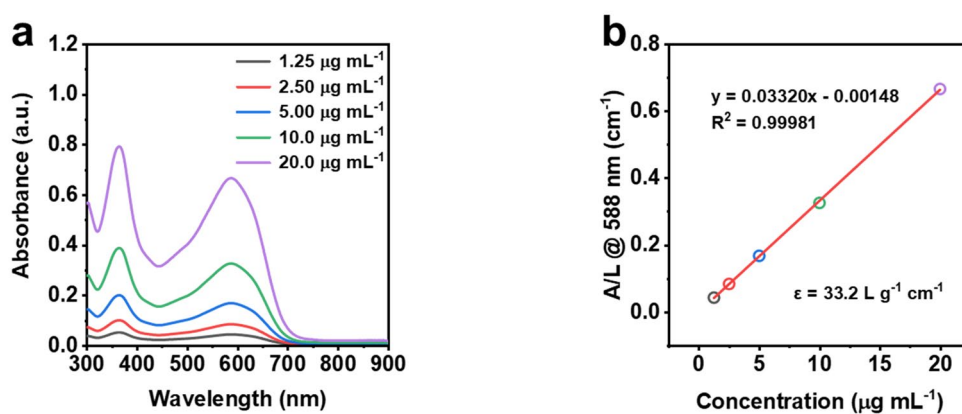 a
Absorbance (a.u.)
1.2
1.0
0.8
0.6
0.4
0.2
0.0
1.25 μg mL⁻¹
2.50 μg mL⁻¹
5.00 μg mL⁻¹
10.0 μg mL⁻¹
20.0 μg mL⁻¹
300 400 500 600 700 800 900
Wavelength (nm)
b
A/L @ 588 nm (cm⁻¹)
0.8
0.6
0.4
0.2
0.0
y = 0.03320x - 0.00148
R² = 0.99981
ε = 33.2 L g⁻¹ cm⁻¹
0 5 10 15 20
Concentration (μg mL⁻¹)